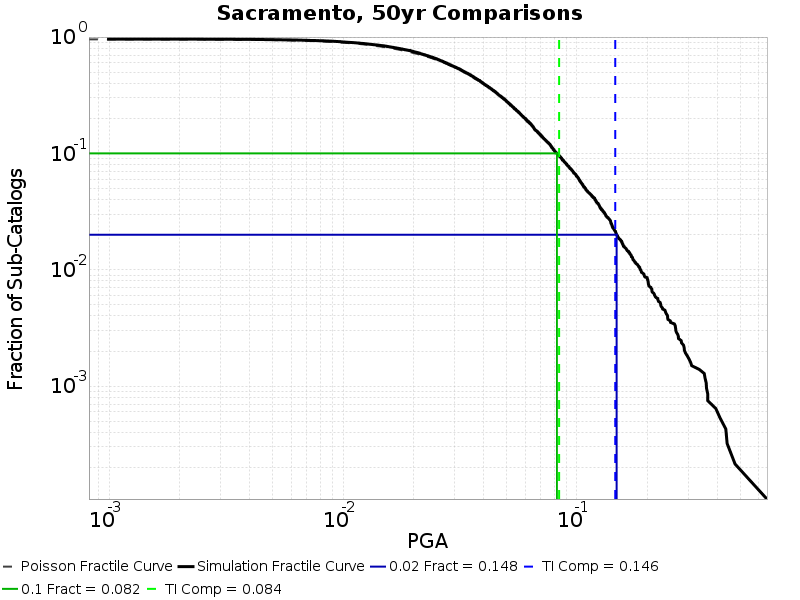 Sacramento, 50yr Comparisons
Fraction of Sub-Catalogs
10^0
10^-1
10^-2
10^-3
10^-3 10^-2 10^-1
PGA
Poisson Fractile Curve Simulation Fractile Curve 0.02 Fract = 0.148 TI Comp = 0.146
0.1 Fract = 0.082 TI Comp = 0.084